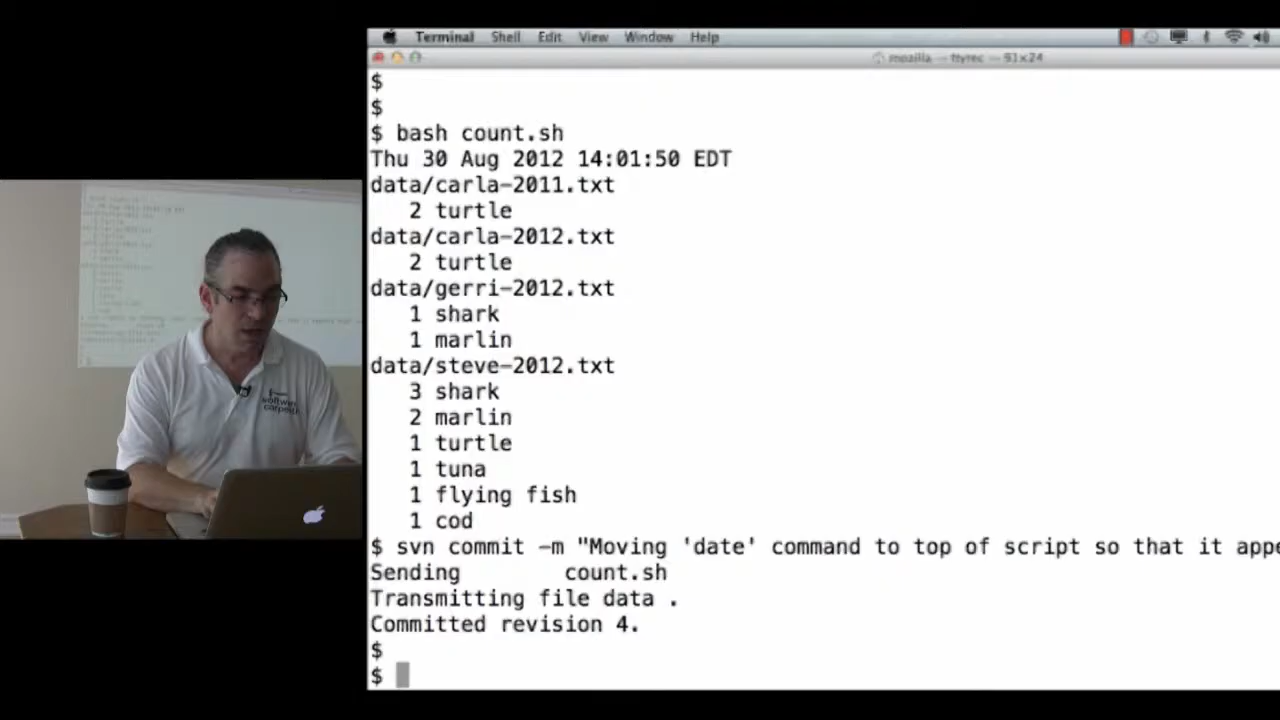 Terminal Shell Edit View Window Help
mozilla — ttyrec — 91×24
$
$
$ bash count.sh
Thu 30 Aug 2012 14:01:50 EDT
data/carla-2011.txt
2 turtle
data/carla-2012.txt
2 turtle
data/gerri-2012.txt
1 shark
1 marlin
data/steve-2012.txt
3 shark
2 marlin
1 turtle
1 tuna
1 flying fish
1 cod
$ svn commit -m "Moving 'date' command to top of script so that it appe
Sending count.sh
Transmitting file data .
Committed revision 4.
$
$